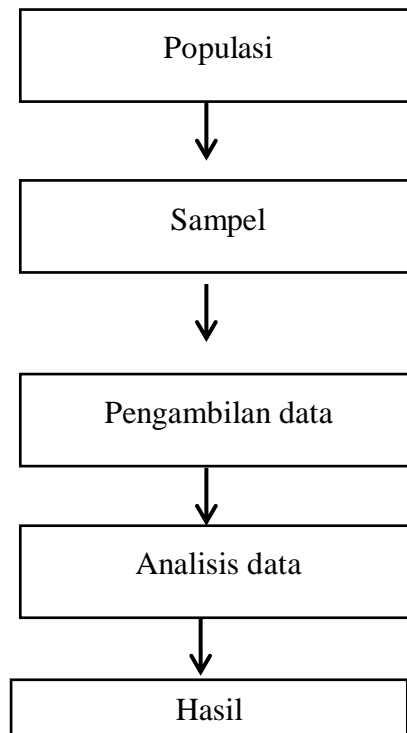 Populasi
Sampel
Pengambilan data
Analisis data
Hasil